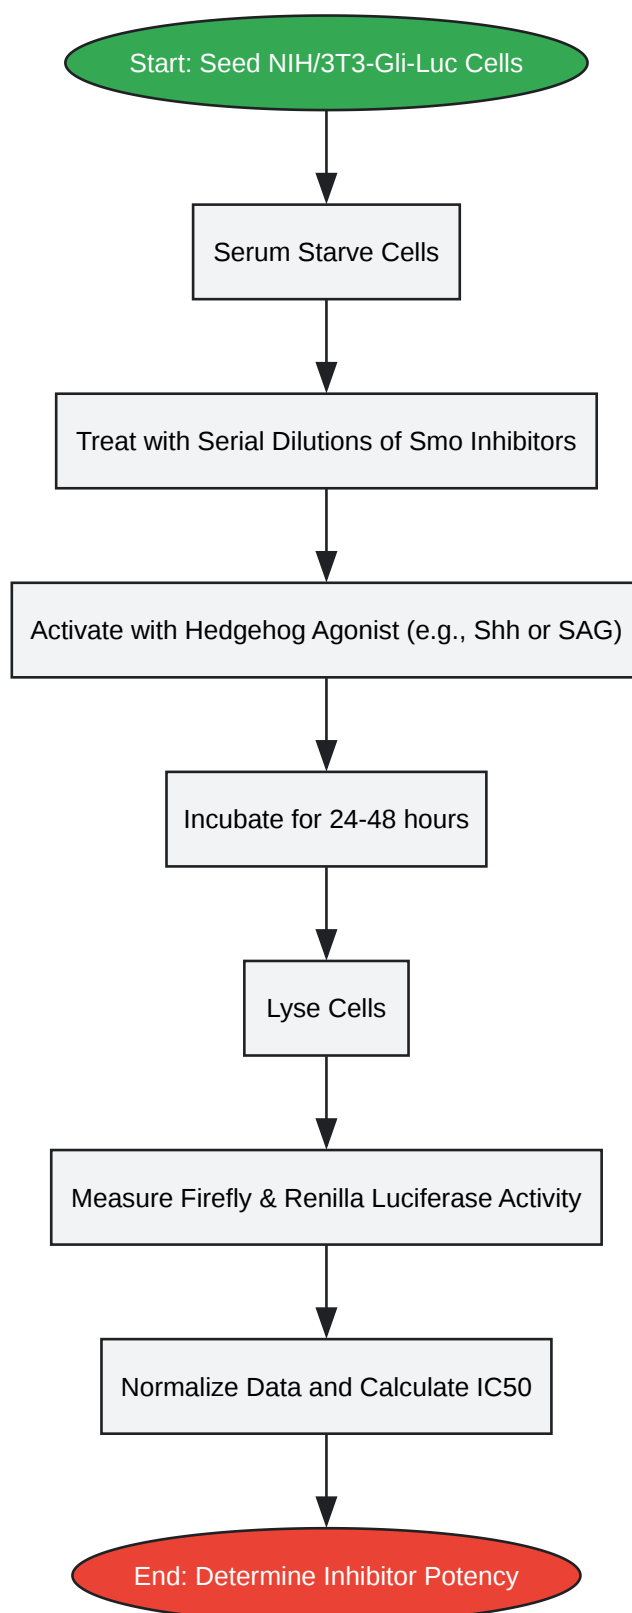 Start: Seed NIH/3T3-Gli-Luc Cells
Serum Starve Cells
Treat with Serial Dilutions of Smo Inhibitors
Activate with Hedgehog Agonist (e.g., Shh or SAG)
Incubate for 24-48 hours
Lyse Cells
Measure Firefly & Renilla Luciferase Activity
Normalize Data and Calculate IC50
End: Determine Inhibitor Potency